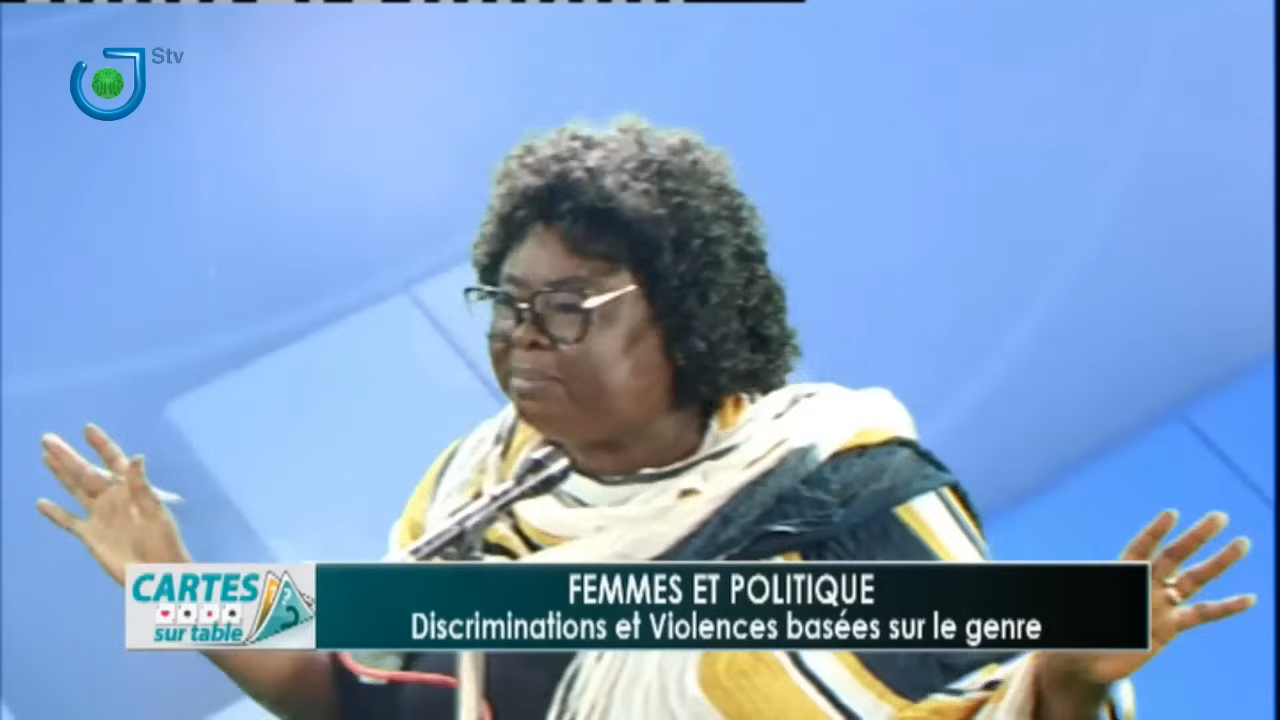 Stv
FEMMES ET POLITIQUE
CARTES
sur table
Discriminations et Violences basées sur le genre